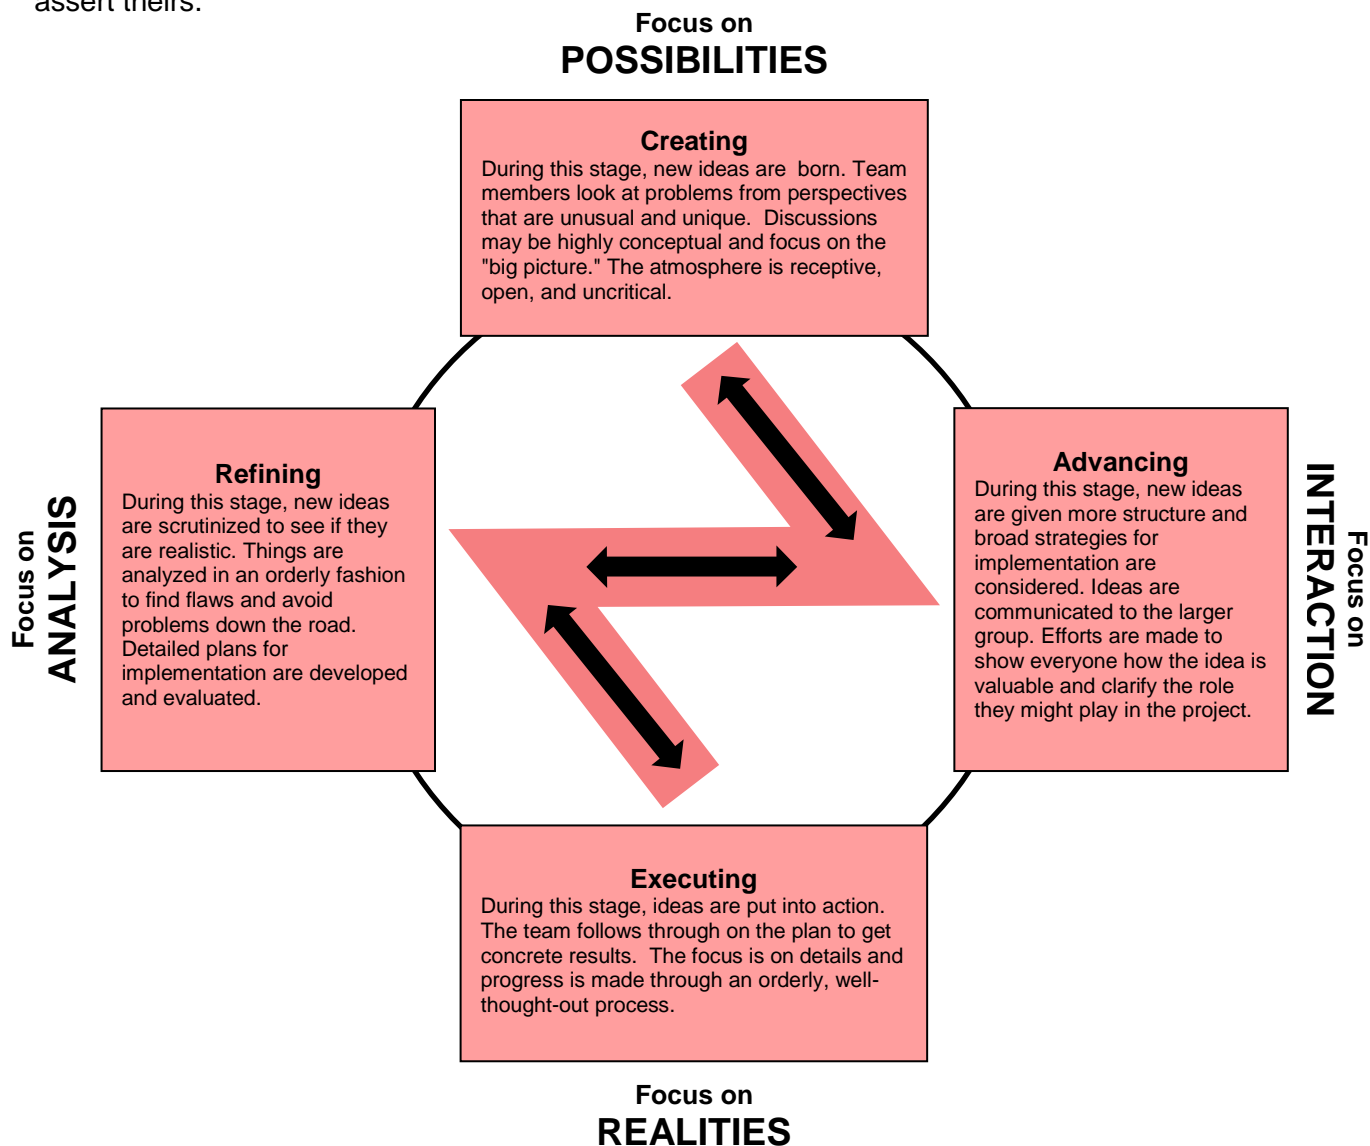 assert theirs.
Focus on
POSSIBILITIES
Creating
During this stage, new ideas are  born. Team
members look at problems from perspectives
that are unusual and unique.  Discussions
may be highly conceptual and focus on the
"big picture." The atmosphere is receptive,
open, and uncritical.
Focus on
ANALYSIS
Refining
During this stage, new ideas
are scrutinized to see if they
are realistic. Things are
analyzed in an orderly fashion
to find flaws and avoid
problems down the road.
Detailed plans for
implementation are developed
and evaluated.
Advancing
During this stage, new ideas
are given more structure and
broad strategies for
implementation are
considered. Ideas are
communicated to the larger
group. Efforts are made to
show everyone how the idea is
valuable and clarify the role
they might play in the project.
Focus on
INTERACTION
Executing
During this stage, ideas are put into action.
The team follows through on the plan to get
concrete results.  The focus is on details and
progress is made through an orderly, well-
thought-out process.
Focus on
REALITIES